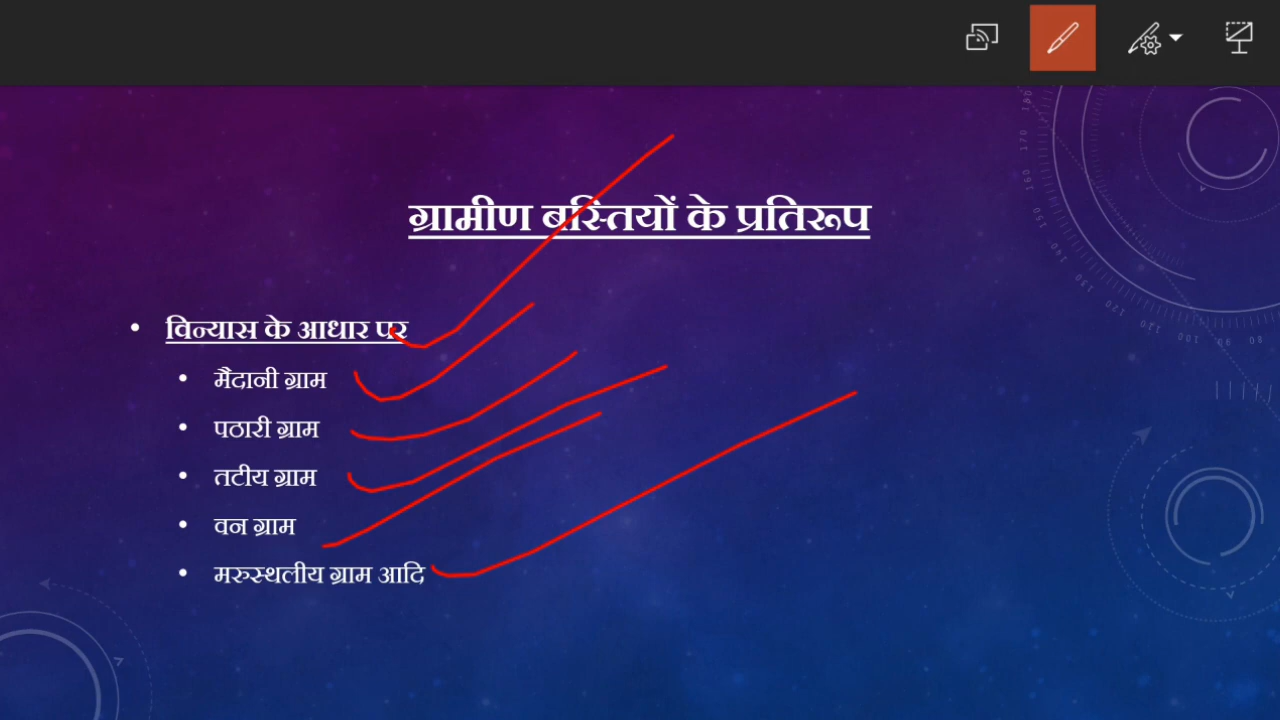 ग्रामीण बस्तियों के प्रतिरूप
• विन्यास के आधार पर
• मैदानी ग्राम
• पठारी ग्राम
• तटीय ग्राम
• वन ग्राम
• मरुस्थलीय ग्राम आदि